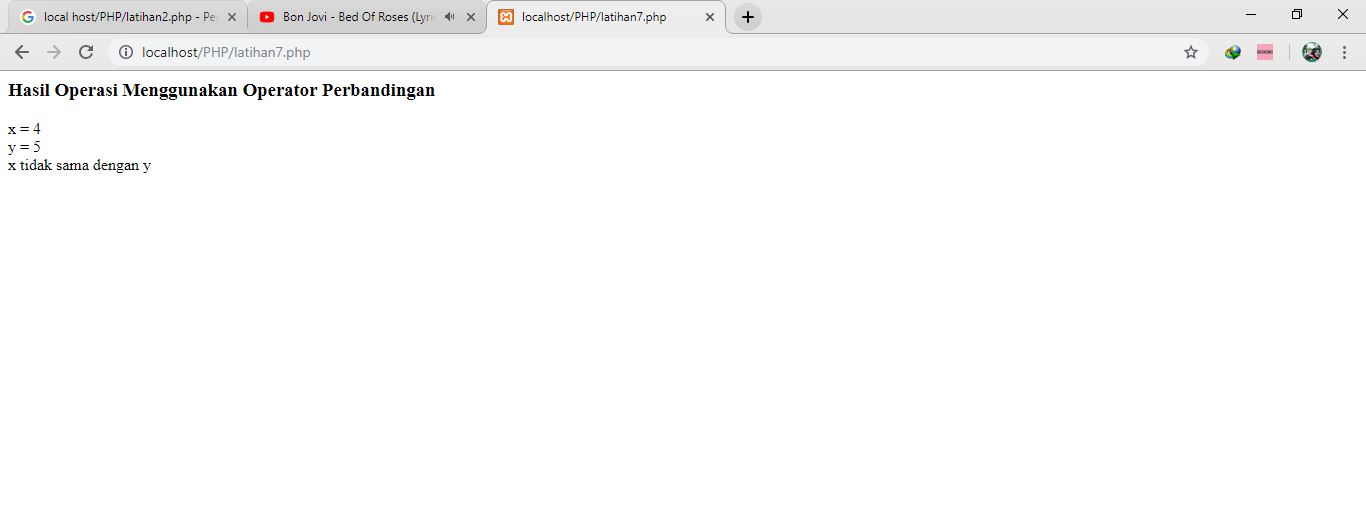 local host/PHP/latihan2.php - Pe
Bon Jovi - Bed Of Roses (Lyri
localhost/PHP/latihan7.php
localhost/PHP/latihan7.php
Hasil Operasi Menggunakan Operator Perbandingan
x = 4
y = 5
x tidak sama dengan y